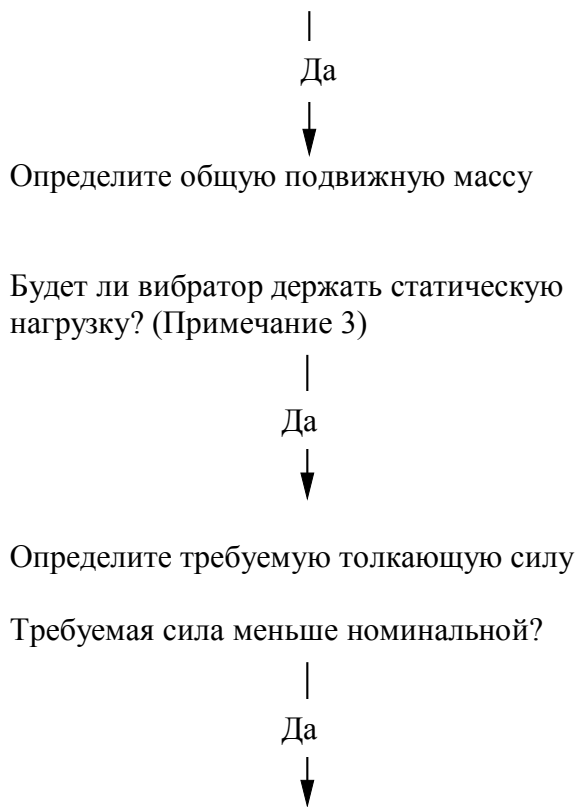 Да
Определите общую подвижную массу
Будет ли вибратор держать статическую
нагрузку? (Примечание 3)
Да
Определите требуемую толкающую силу
Требуемая сила меньше номинальной?
Да